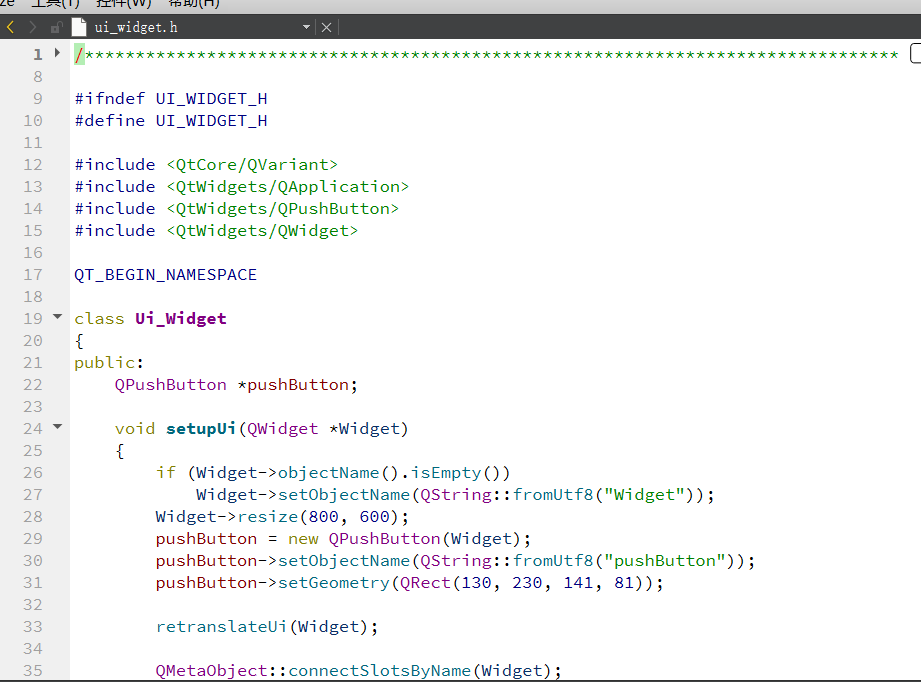 ze 工具(T) 控件(W) 帮助(H)
ui_widget.h
1 /********************************************************************************
8
9 #ifndef UI_WIDGET_H
10 #define UI_WIDGET_H
11
12 #include <QtCore/QVariant>
13 #include <QtWidgets/QApplication>
14 #include <QtWidgets/QPushButton>
15 #include <QtWidgets/QWidget>
16
17 QT_BEGIN_NAMESPACE
18
19 class Ui_Widget
20 {
21 public:
22 QPushButton *pushButton;
23
24 void setupUi(QWidget *Widget)
25 {
26 if (Widget->objectName().isEmpty())
27 Widget->setObjectName(QString::fromUtf8("Widget"));
28 Widget->resize(800, 600);
29 pushButton = new QPushButton(Widget);
30 pushButton->setObjectName(QString::fromUtf8("pushButton"));
31 pushButton->setGeometry(QRect(130, 230, 141, 81));
32
33 retranslateUi(Widget);
34
35 QMetaObject::connectSlotsByName(Widget);